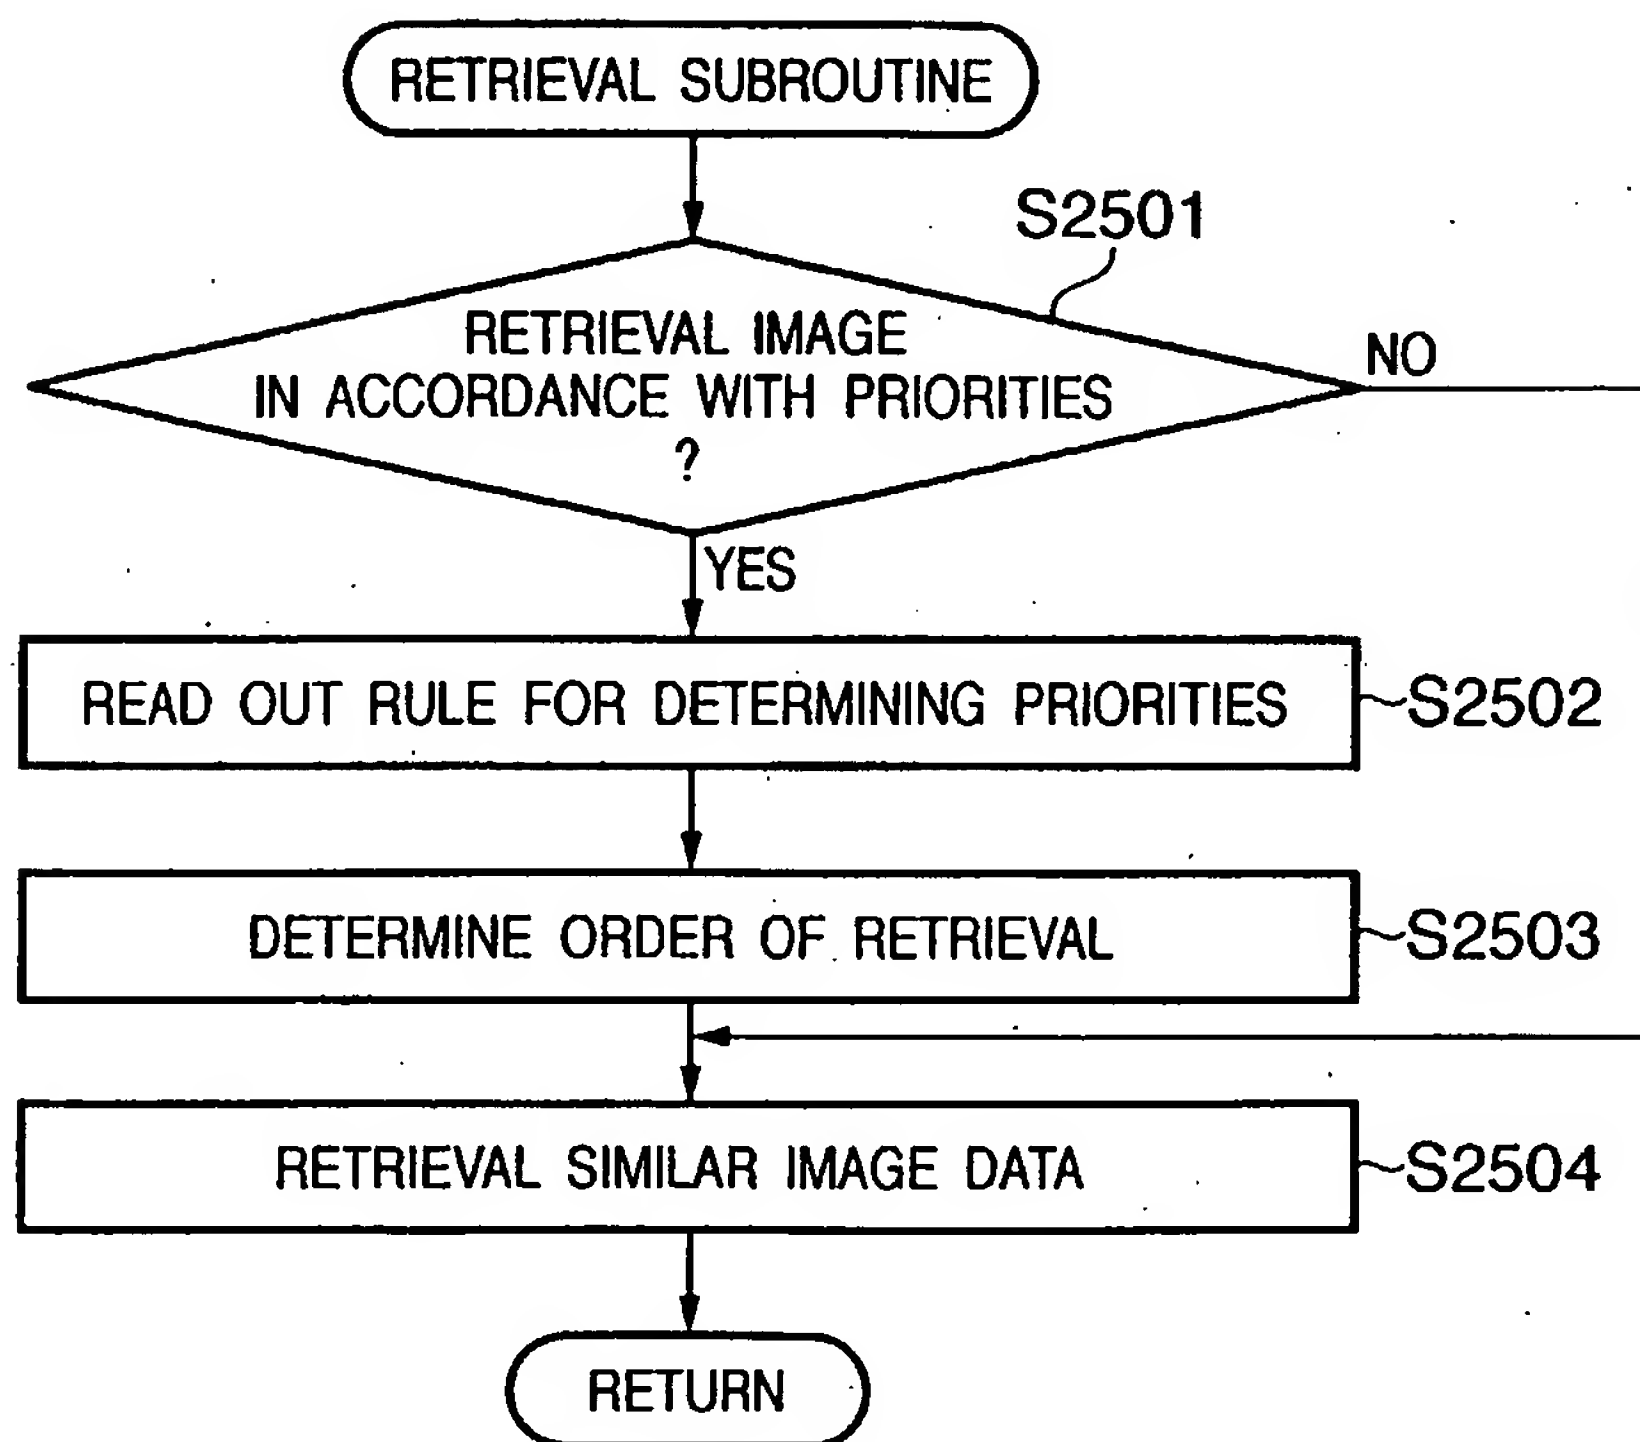 RETRIEVAL SUBROUTINE
S2501
RETRIEVAL IMAGE
IN ACCORDANCE WITH PRIORITIES
?
NO
YES
READ OUT RULE FOR DETERMINING PRIORITIES
S2502
DETERMINE ORDER OF RETRIEVAL
S2503
RETRIEVAL SIMILAR IMAGE DATA
S2504
RETURN